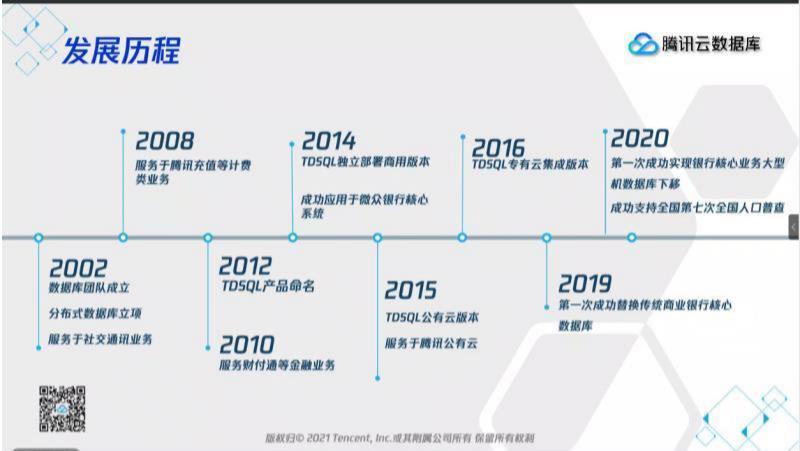 发展历程
腾讯云数据库
2008
服务于腾讯充值等计费
类业务
2014
TDSQL独立部署商用版本
成功应用于微众银行核心
系统
2016
TDSQL专有云集成版本
2020
第一次成功实现银行核心业务大型
机数据库下移
成功支持全国第七次全国人口普查
2002
数据库团队成立
分布式数据库立项
服务于社交通讯业务
2012
TDSQL产品命名
2010
服务财付通等金融业务
2015
TDSQL公有云版本
服务于腾讯公有云
2019
第一次成功替换传统商业银行核心
数据库
版权归© 2021 Tencent, Inc.或其附属公司所有 保留所有权利